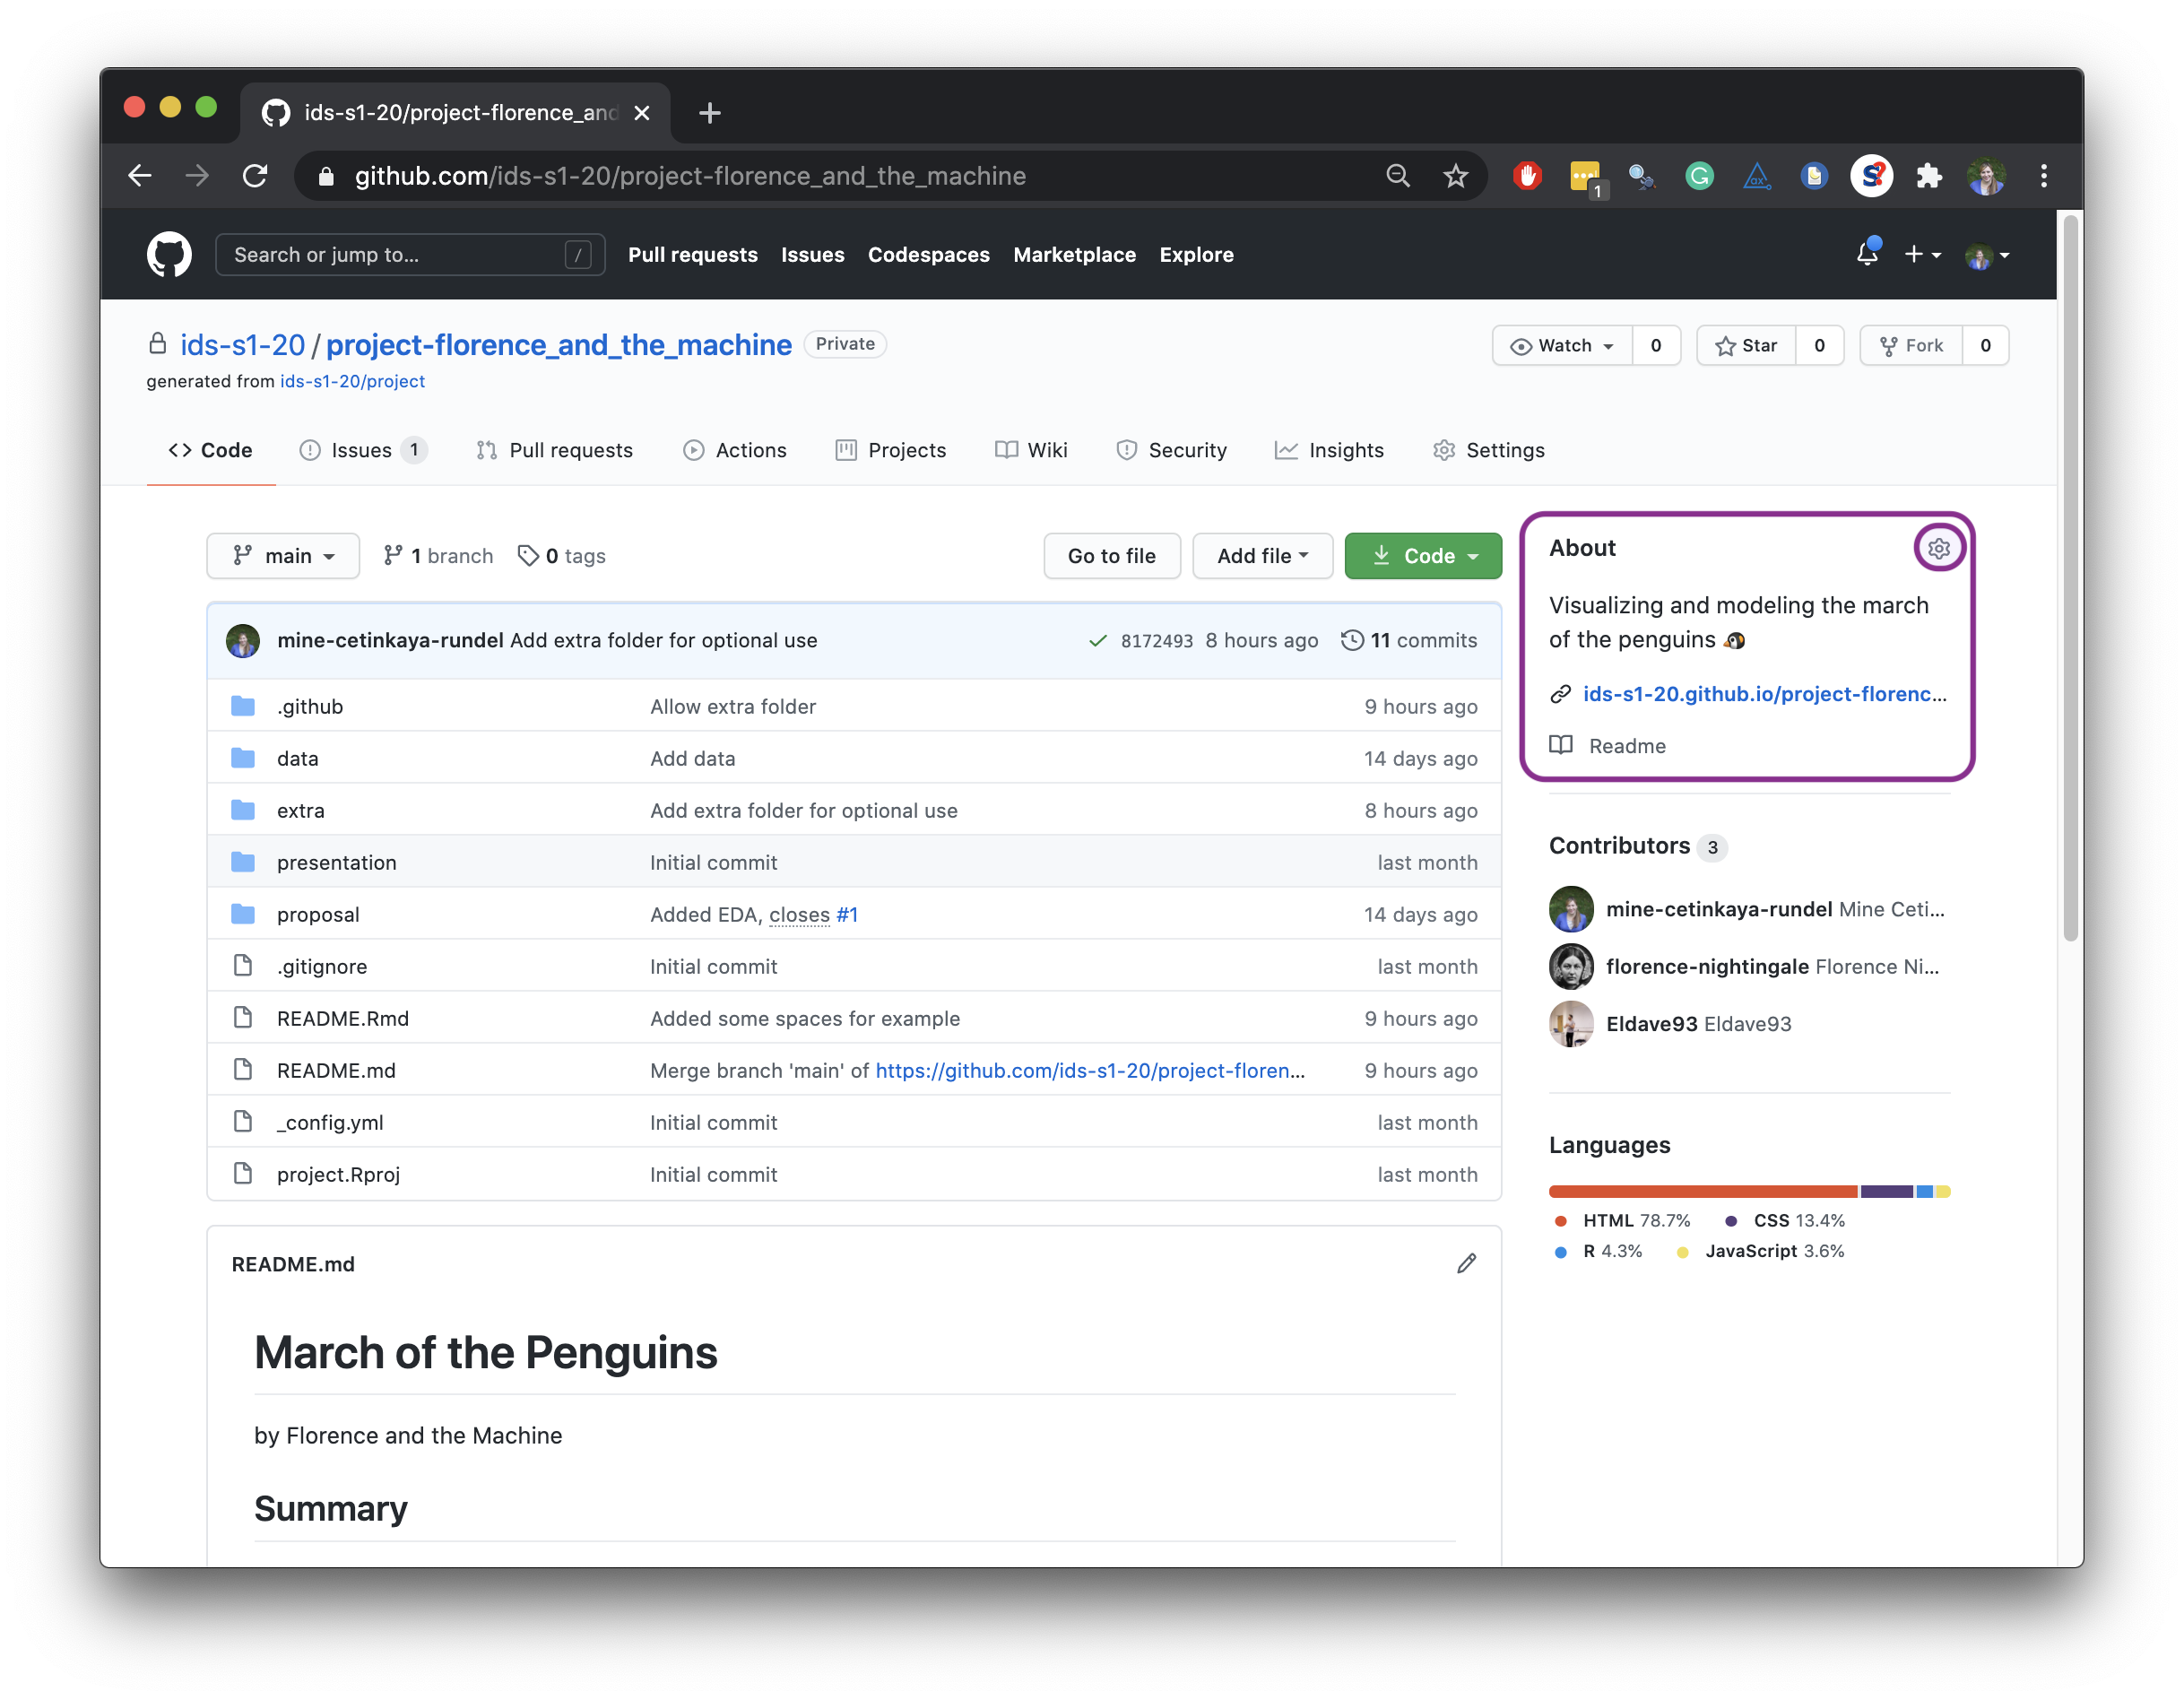 ids-s1-20/project-florence_and
github.com/ids-s1-20/project-florence_and_the_machine
1
Search or jump to...
/
Pull requests
Issues
Codespaces
Marketplace
Explore
ids-s1-20/project-florence_and_the_machine Private
generated from ids-s1-20/project
Watch 0
Star 0
Fork 0
Code
Issues 1
Pull requests
Actions
Projects
Wiki
Security
Insights
Settings
main
1 branch
0 tags
Go to file
Add file
Code
mine-cetinkaya-rundel Add extra folder for optional use 8172493 8 hours ago 11 commits
.github Allow extra folder 9 hours ago
data Add data 14 days ago
extra Add extra folder for optional use 8 hours ago
presentation Initial commit last month
proposal Added EDA, closes #1 14 days ago
.gitignore Initial commit last month
README.Rmd Added some spaces for example 9 hours ago
README.md Merge branch 'main' of https://github.com/ids-s1-20/project-floren... 9 hours ago
_config.yml Initial commit last month
project.Rproj Initial commit last month
README.md
March of the Penguins
by Florence and the Machine
Summary
About
Visualizing and modeling the march
of the penguins 🐧
ids-s1-20.github.io/project-florenc...
Readme
Contributors 3
mine-cetinkaya-rundel Mine Ceti...
florence-nightingale Florence Ni...
Eldave93 Eldave93
Languages
HTML 78.7% CSS 13.4%
R 4.3% JavaScript 3.6%